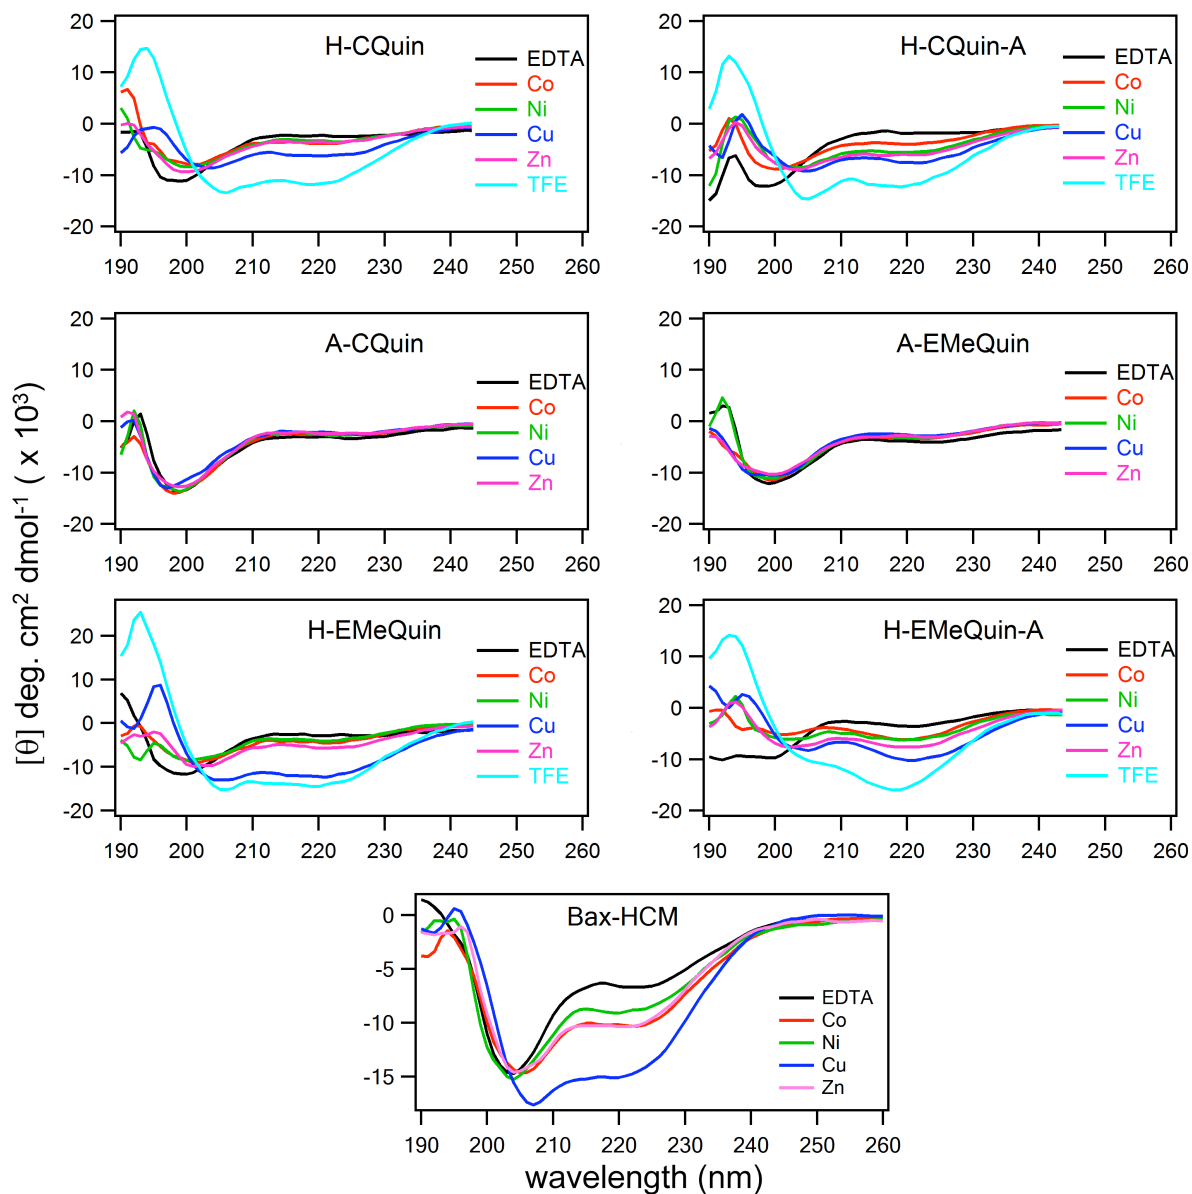 H-CQuin
20
10
0
-10
-20
190 200 210 220 230 240 250 260
EDTA
Co
Ni
Cu
Zn
TFE
H-CQuin-A
20
10
0
-10
-20
190 200 210 220 230 240 250 260
EDTA
Co
Ni
Cu
Zn
TFE
A-CQuin
20
10
0
-10
-20
190 200 210 220 230 240 250 260
EDTA
Co
Ni
Cu
Zn
A-EMeQuin
20
10
0
-10
-20
190 200 210 220 230 240 250 260
EDTA
Co
Ni
Cu
Zn
[θ] deg. cm² dmol⁻¹ ( x 10³)
H-EMeQuin
20
10
0
-10
-20
190 200 210 220 230 240 250 260
EDTA
Co
Ni
Cu
Zn
TFE
H-EMeQuin-A
20
10
0
-10
-20
190 200 210 220 230 240 250 260
EDTA
Co
Ni
Cu
Zn
TFE
Bax-HCM
0
-5
-10
-15
190 200 210 220 230 240 250 260
EDTA
Co
Ni
Cu
Zn
wavelength (nm)